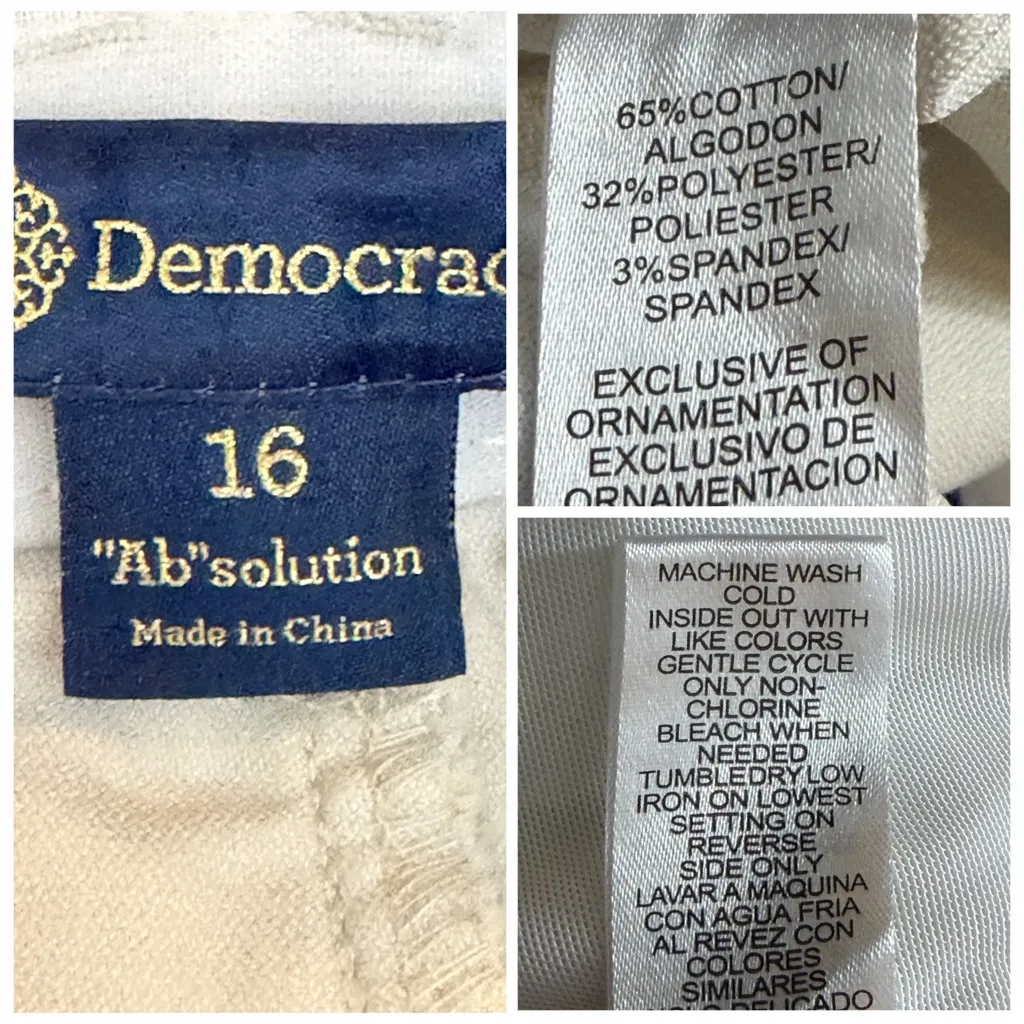 Democrac
16
"Ab"solution
Made in China
65%COTTON/
ALGODON
32%POLYESTER/
POLIESTER
3%SPANDEX/
SPANDEX
EXCLUSIVE OF
ORNAMENTATION
EXCLUSIVO DE
ORNAMENTACION
MACHINE WASH
COLD
INSIDE OUT WITH
LIKE COLORS
GENTLE CYCLE
ONLY NON-
CHLORINE
BLEACH WHEN
NEEDED
TUMBLEDRY LOW
IRON ON LOWEST
SETTING ON
REVERSE
SIDE ONLY
LAVAR A MAQUINA
CON AGUA FRIA
AL REVEZ CON
COLORES
SIMILARES
DELICADO